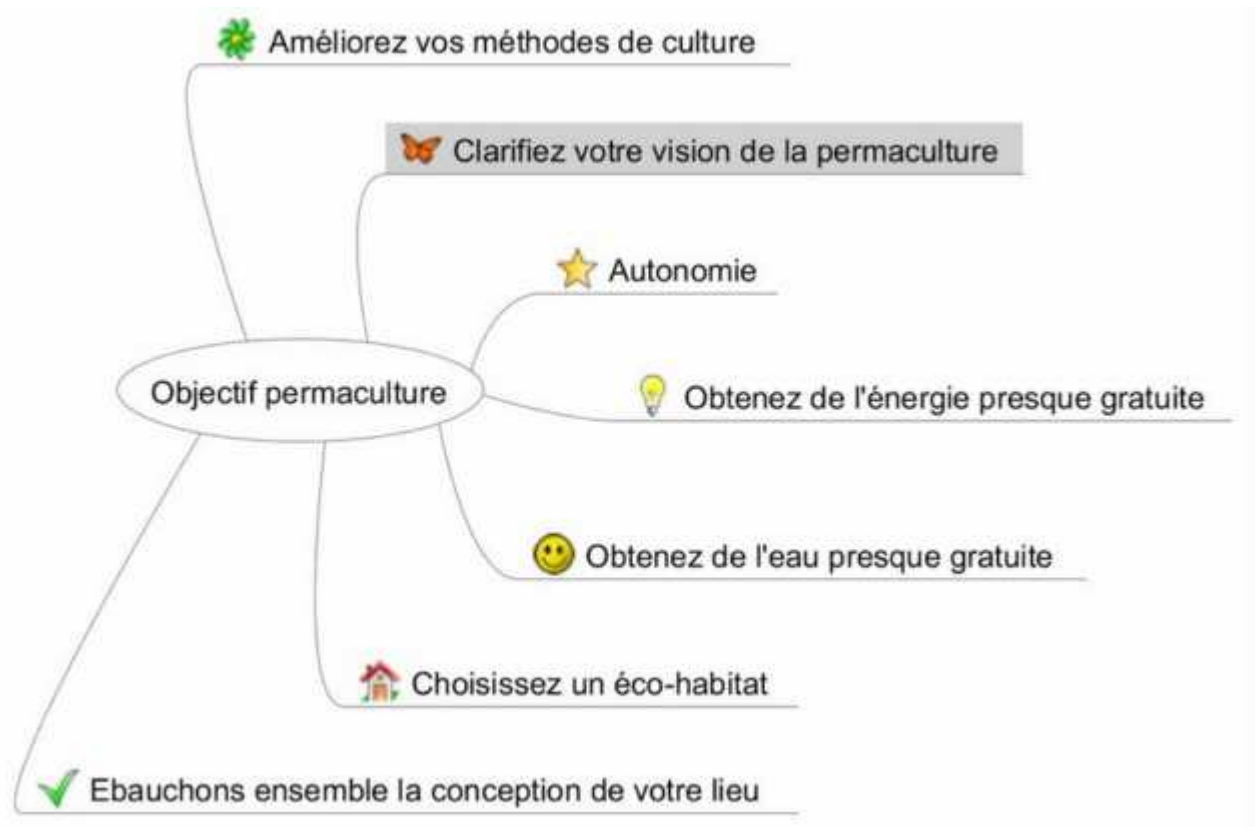 Améliorez vos méthodes de culture
Clarifiez votre vision de la permaculture
Autonomie
Objectif permaculture
Obtenez de l'énergie presque gratuite
Obtenez de l'eau presque gratuite
Choisissez un éco-habitat
Ebauchons ensemble la conception de votre lieu